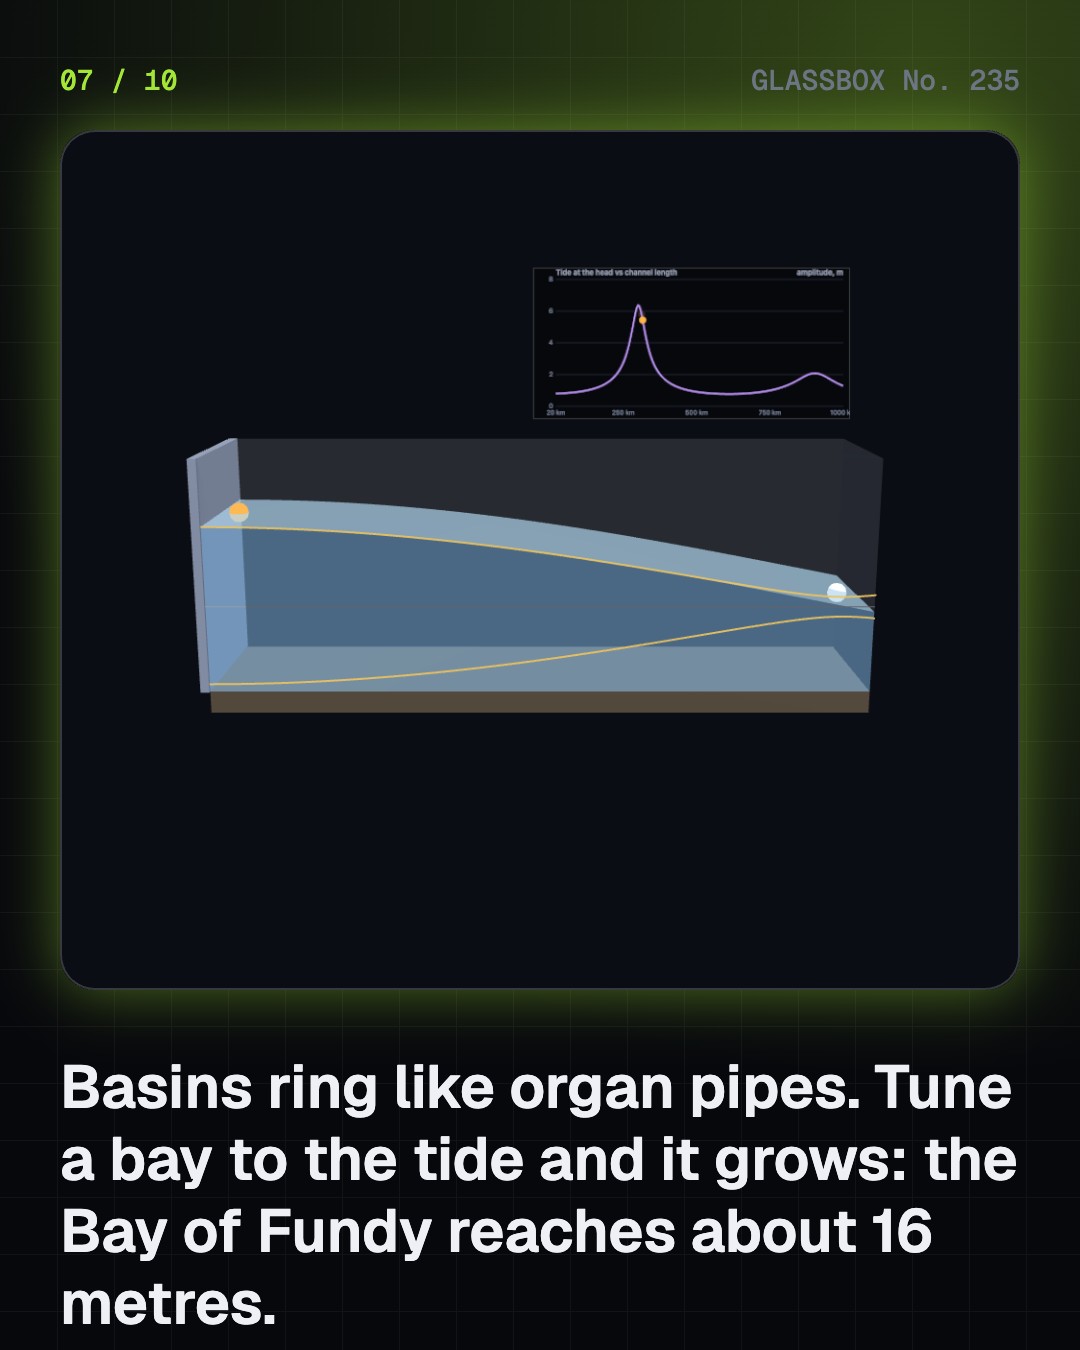 07 / 10
GLASSBOX No. 235
Tide at the head vs channel length
amplitude, m
8
6
4
2
0
20 km
250 km
500 km
750 km
1000 k
Basins ring like organ pipes. Tune
a bay to the tide and it grows: the
Bay of Fundy reaches about 16
metres.